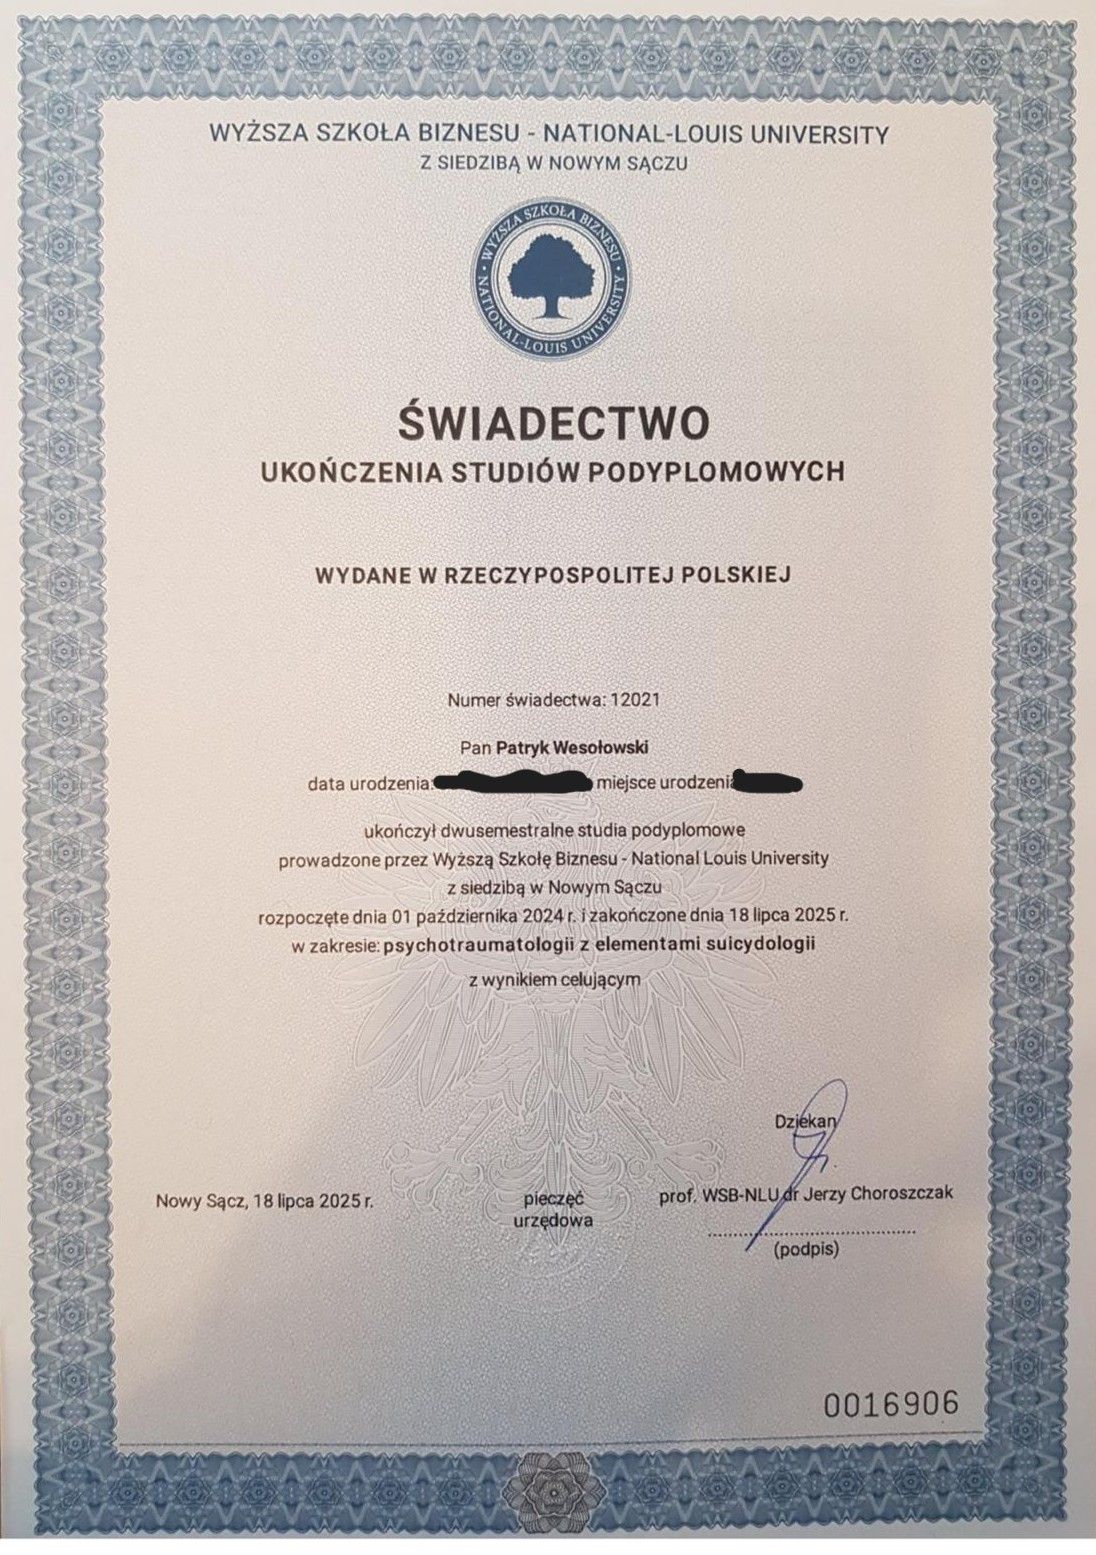 WYŻSZA SZKOŁA BIZNESU - NATIONAL-LOUIS UNIVERSITY
Z SIEDZIBĄ W NOWYM SĄCZU
WYŻSZA SZKOŁA BIZNESU
NATIONAL-LOUIS UNIVERSITY
ŚWIADECTWO
UKOŃCZENIA STUDIÓW PODYPLOMOWYCH
WYDANE W RZECZYPOSPOLITEJ POLSKIEJ
Numer świadectwa: 12021
Pan Patryk Wesołowski
data urodzenia: miejsce urodzenia
ukończył dwusemestralne studia podyplomowe
prowadzone przez Wyższą Szkołę Biznesu - National Louis University
z siedzibą w Nowym Sączu
rozpoczęte dnia 01 października 2024 r. i zakończone dnia 18 lipca 2025 r.
w zakresie: psychotraumatologii z elementami suicydologii
z wynikiem celującym
Dziekan
Nowy Sącz, 18 lipca 2025 r.
pieczęć
urzędowa
prof. WSB-NLU dr Jerzy Choroszczak
(podpis)
0016906